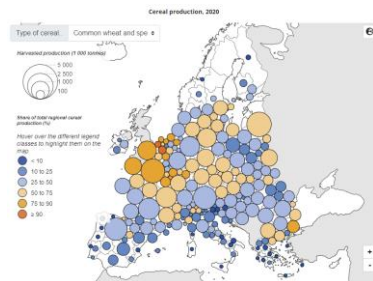 Cereal production, 2020
Type of cereal:
Common wheat and spe
Harvested production (1 000 tonnes)
5 000
2 000
1 000
100
Share of total regional cereal
production (%)
Hover over the different legend
classes to highlight them on the
map
< 10
10 to 25
25 to 50
50 to 75
75 to 90
≥ 90
+
-